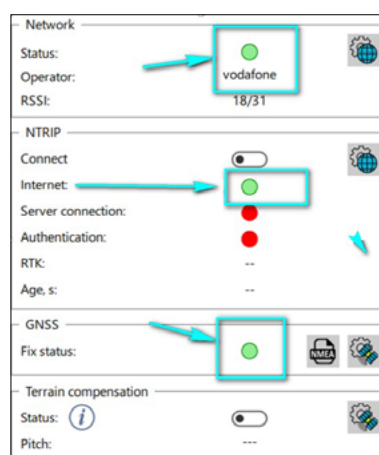 Network
Status:
Operator: vodafone
RSSI: 18/31
NTRIP
Connect
Internet:
Server connection:
Authentication:
RTK: --
Age, s: --
GNSS
Fix status: NMEA
Terrain compensation
Status: i
Pitch: ---